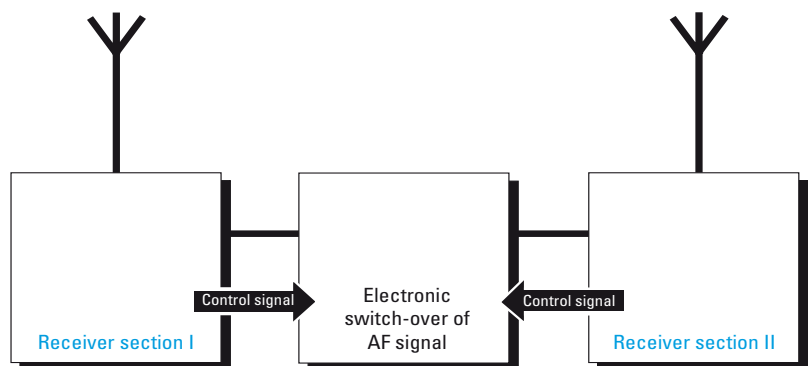 Control signal
Receiver section I
Electronic
switch-over of
AF signal
Control signal
Receiver section II